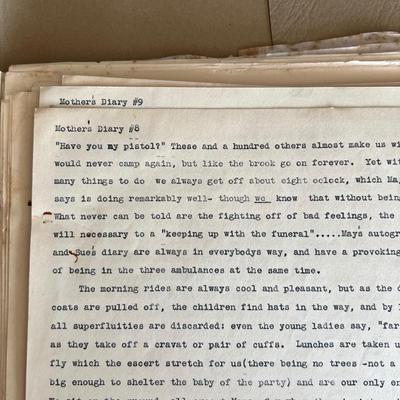 Mother's Diary #9
Mother's Diary #8
"Have you my pistol?" These and a hundred others almost make us wi
would never camp again, but like the brook go on forever. Yet wit
many things to do we always get off about eight oclock, which Ma
says is doing remarkably well- though we know that without bein
What never can be told are the fighting off of bad feelings, the
will necessary to a "keeping up with the funeral".....May's autogr
and Sue's diary are always in everybodys way, and have a provoking
of being in the three ambulances at the same time.
The morning rides are always cool and pleasant, but as the d
coats are pulled off, the children find hats in the way, and by
all superfluities are discarded: even the young ladies say, "far
as they take off a cravat or pair of cuffs. Lunches are taken u
fly which the escort stretch for us(there being no trees -not a
big enough to shelter the baby of the party) and are our only en